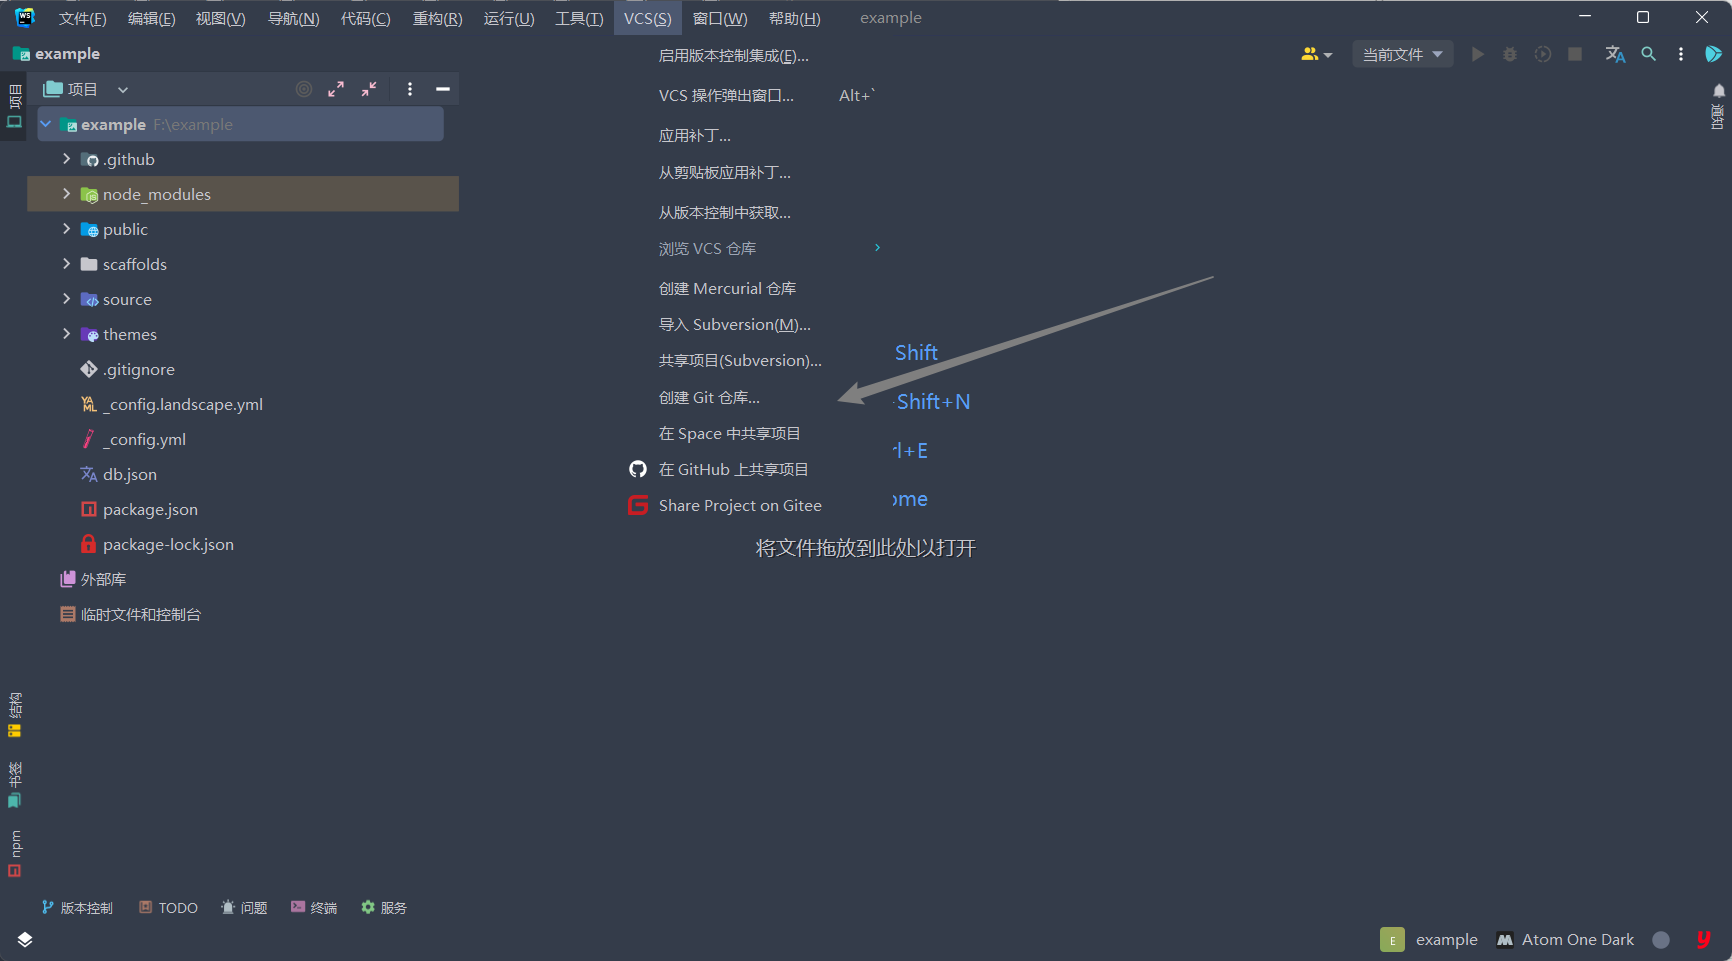 文件(F) 编辑(E) 视图(V) 导航(N) 代码(C) 重构(R) 运行(U) 工具(T) VCS(S) 窗口(W) 帮助(H) example
example
当前文件
项目
项目
通知
example F:\example
.github
node_modules
public
scaffolds
source
themes
.gitignore
_config.landscape.yml
_config.yml
db.json
package.json
package-lock.json
外部库
临时文件和控制台
启用版本控制集成(E)...
VCS 操作弹出窗口... Alt+`
应用补丁...
从剪贴板应用补丁...
从版本控制中获取...
浏览 VCS 仓库
创建 Mercurial 仓库
导入 Subversion(M)...
共享项目(Subversion)...
创建 Git 仓库...
在 Space 中共享项目
在 GitHub 上共享项目
Share Project on Gitee
Shift
Shift+N
+E
ome
将文件拖放到此处以打开
结构
书签
npm
版本控制 TODO 问题 终端 服务
E example Atom One Dark